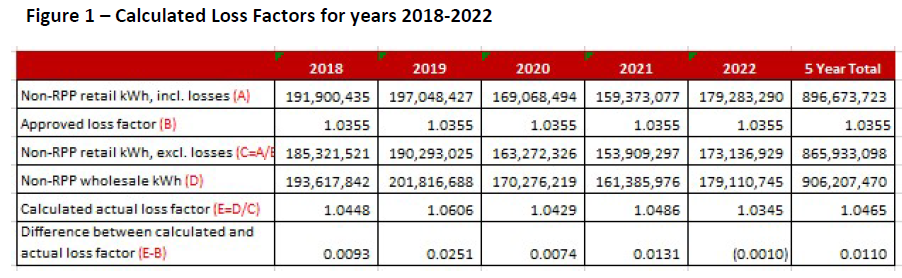 Figure 1 – Calculated Loss Factors for years 2018-2022
2018 2019 2020 2021 2022 5 Year Total
Non-RPP retail kWh, incl. losses (A) 191,900,435 197,048,427 169,068,494 159,373,077 179,283,290 896,673,723
Approved loss factor (B) 1.0355 1.0355 1.0355 1.0355 1.0355 1.0355
Non-RPP retail kWh, excl. losses (C=A/ 185,321,521 190,293,025 163,272,326 153,909,297 173,136,929 865,933,098
Non-RPP wholesale kWh (D) 193,617,842 201,816,688 170,276,219 161,385,976 179,110,745 906,207,470
Calculated actual loss factor (E=D/C) 1.0448 1.0606 1.0429 1.0486 1.0345 1.0465
Difference between calculated and
actual loss factor (E-B) 0.0093 0.0251 0.0074 0.0131 (0.0010) 0.0110